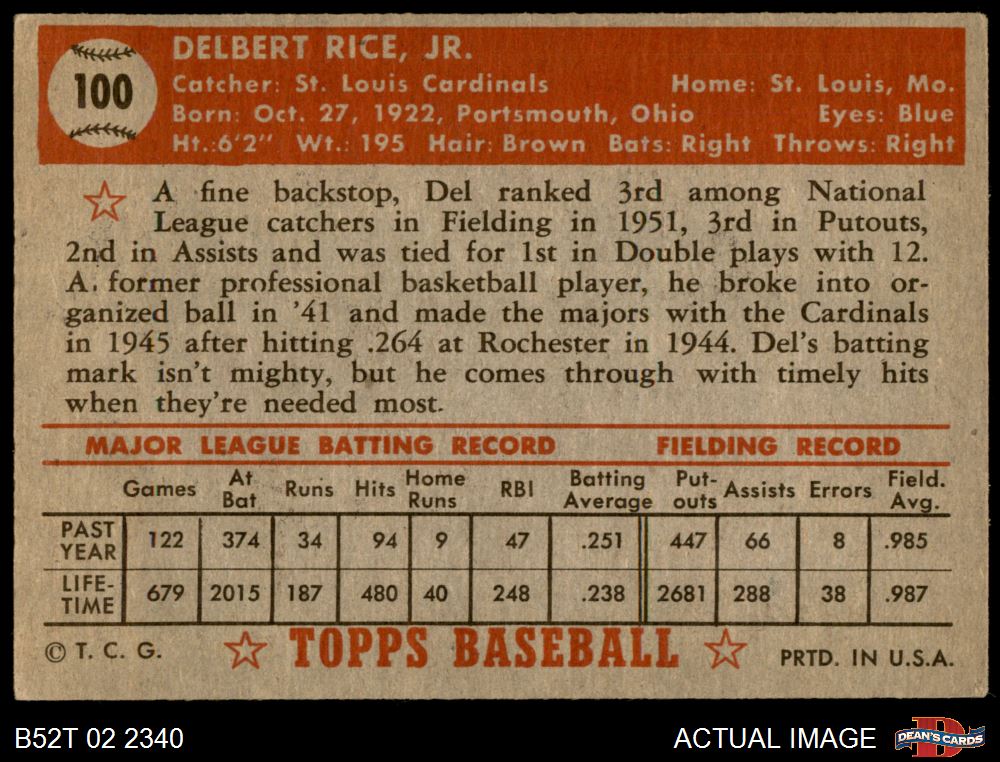 100
DELBERT RICE, JR.
Catcher: St. Louis Cardinals Home: St. Louis, Mo.
Born: Oct. 27, 1922, Portsmouth, Ohio Eyes: Blue
Ht.:6'2" Wt.: 195 Hair: Brown Bats: Right Throws: Right
A fine backstop, Del ranked 3rd among National
League catchers in Fielding in 1951, 3rd in Putouts,
2nd in Assists and was tied for 1st in Double plays with 12.
A former professional basketball player, he broke into or-
ganized ball in '41 and made the majors with the Cardinals
in 1945 after hitting .264 at Rochester in 1944. Del's batting
mark isn't mighty, but he comes through with timely hits
when they're needed most.
MAJOR LEAGUE BATTING RECORD FIELDING RECORD
Games At Bat Runs Hits Home Runs RBI Batting Average Put-outs Assists Errors Field. Avg.
PAST YEAR 122 374 34 94 9 47 .251 447 66 8 .985
LIFE-TIME 679 2015 187 480 40 248 .238 2681 288 38 .987
© T. C. G. TOPPS BASEBALL PRTD. IN U.S.A.
B52T 02 2340 ACTUAL IMAGE DEAN'S CARDS